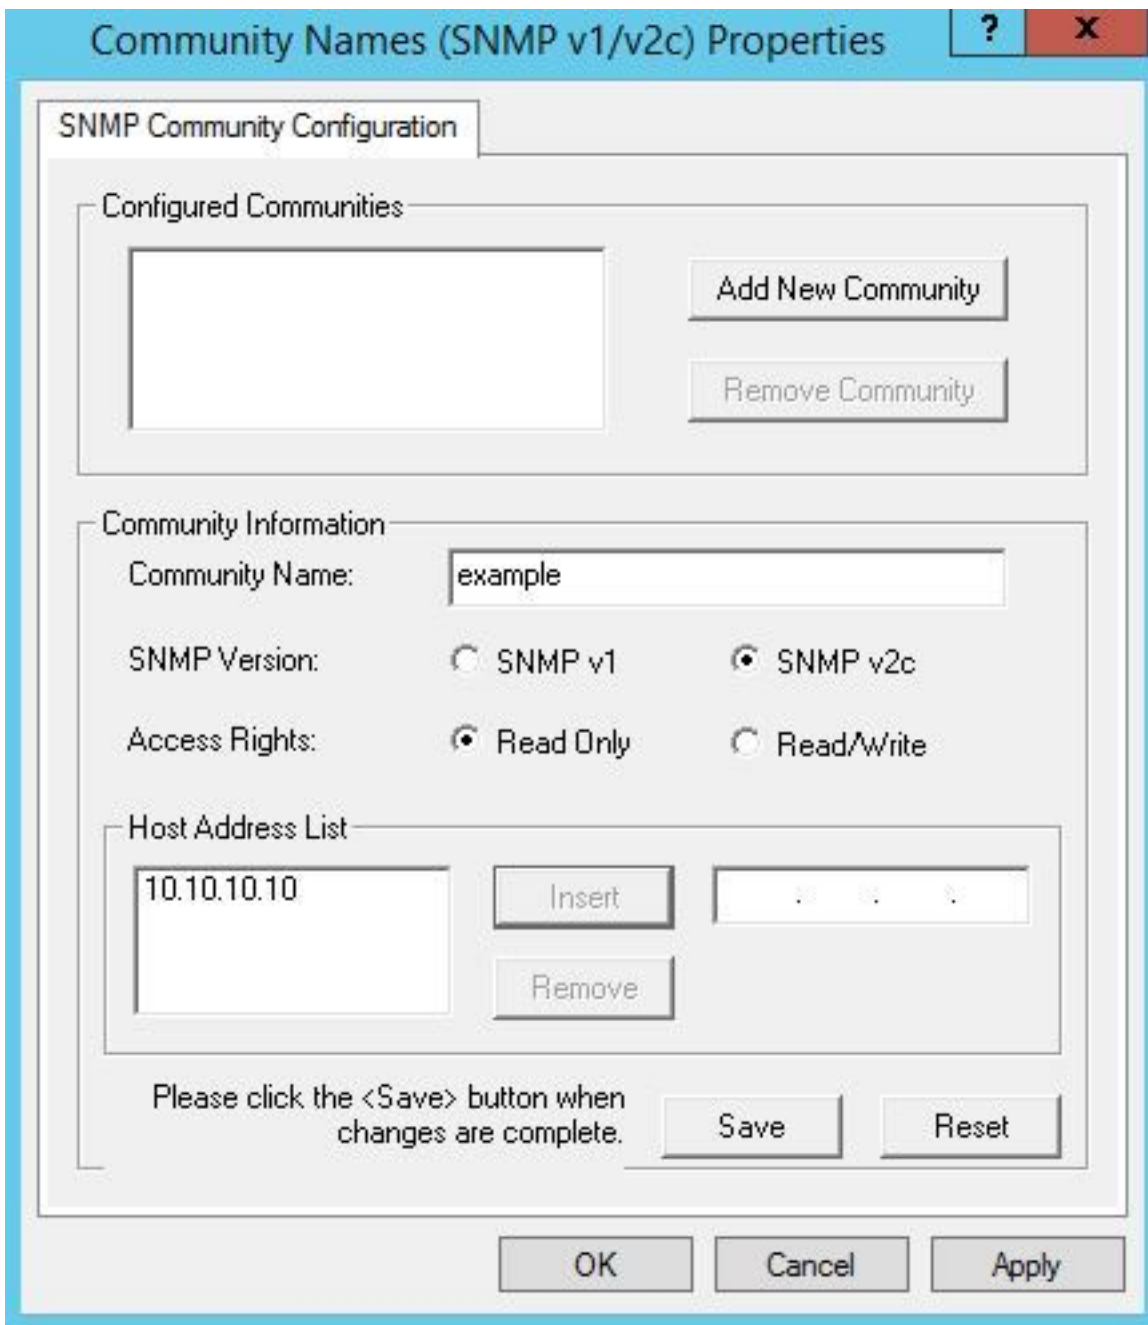 Community Names (SNMP v1/v2c) Properties ? x
SNMP Community Configuration
Configured Communities
Add New Community
Remove Community
Community Information
Community Name: example
SNMP Version: SNMP v1 SNMP v2c
Access Rights: Read Only Read/Write
Host Address List
10.10.10.10 Insert . . .
Remove
Please click the <Save> button when
changes are complete. Save Reset
OK Cancel Apply